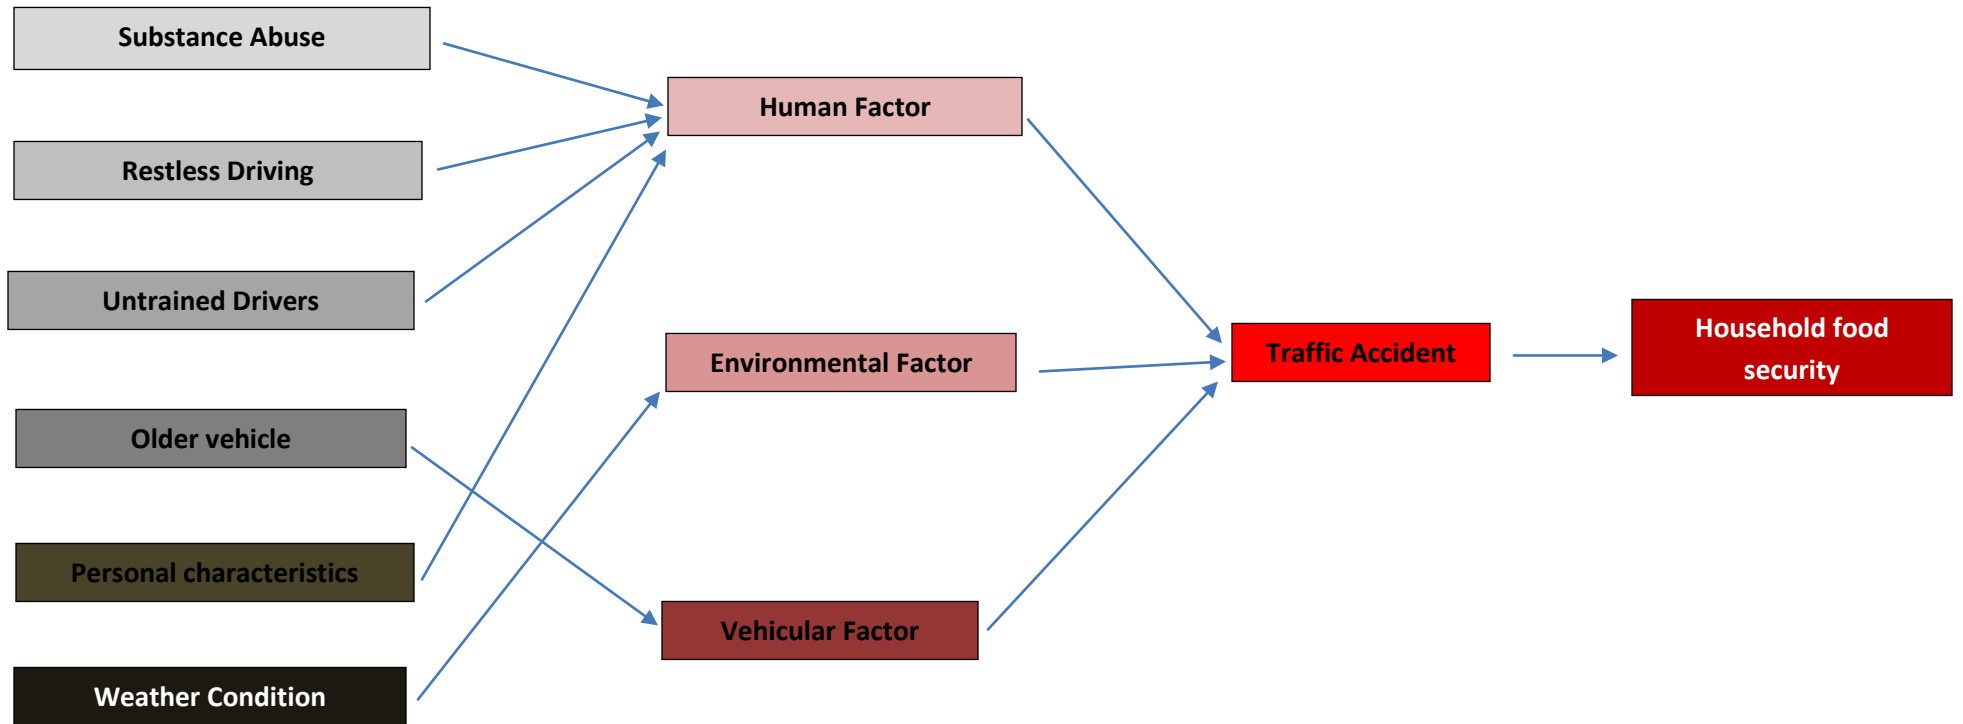 Substance Abuse
Restless Driving
Untrained Drivers
Older vehicle
Personal characteristics
Weather Condition
Human Factor
Environmental Factor
Vehicular Factor
Traffic Accident
Household food
security